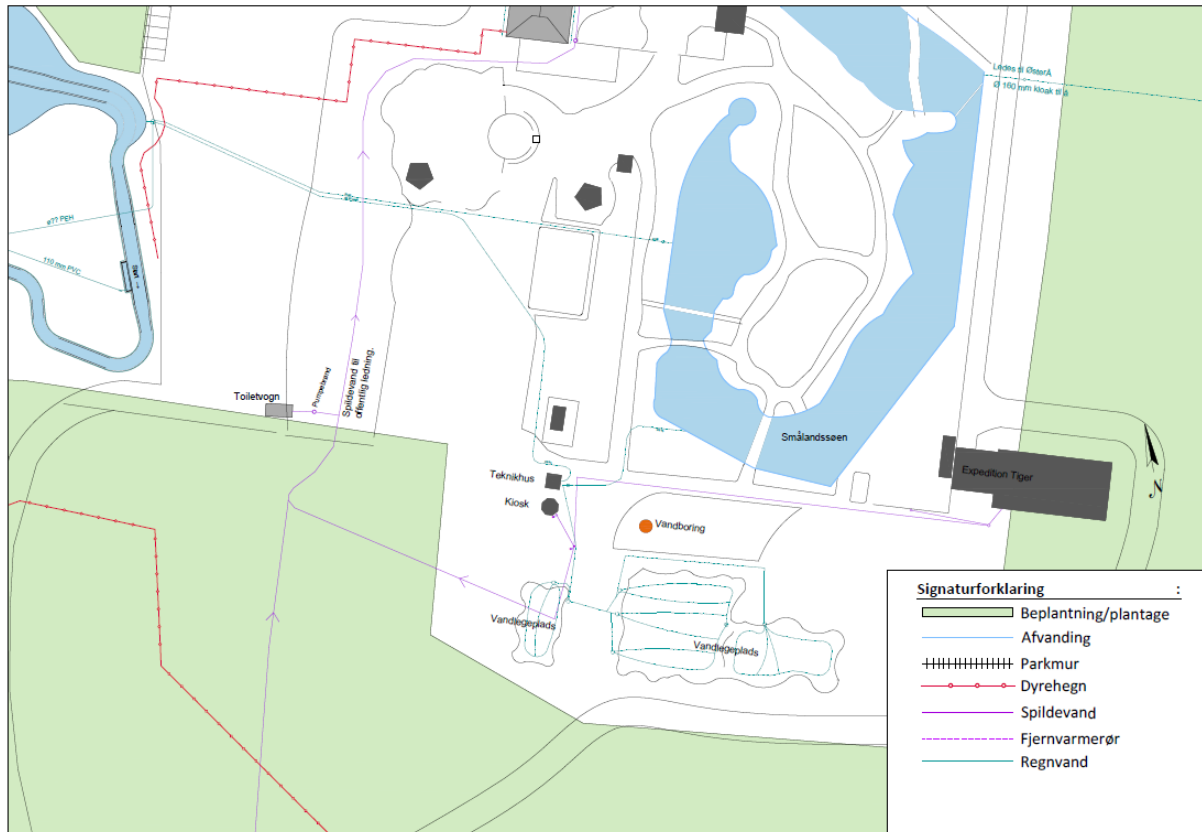 Ledes til ØsterÅ
Ø 160 mm kloak til å
ø?? PEH
110 mm PVC
Start
Toiletvogn
Pumpebrønd
Spildevand til
offentlig ledning.
Smålandssøen
Teknikhus
Kiosk
Expedition Tiger
N
Vandboring
Vandlegeplads
Vandlegeplads
Signaturforklaring :
Beplantning/plantage
Afvanding
Parkmur
Dyrehegn
Spildevand
Fjernvarmerør
Regnvand